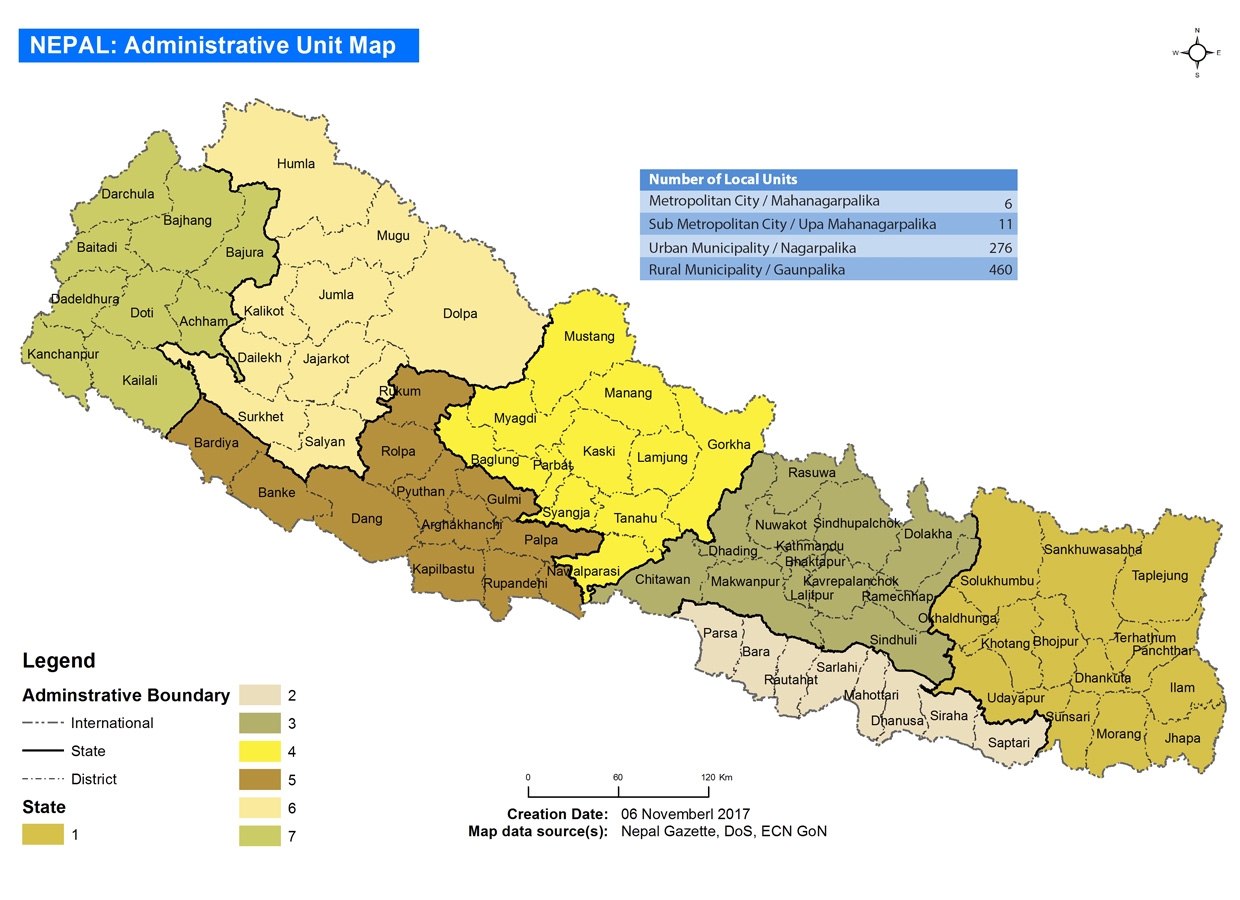 NEPAL: Administrative Unit Map
N
W
E
S
Number of Local Units
Metropolitan City / Mahanagarpalika 6
Sub Metropolitan City / Upa Mahanagarpalika 11
Urban Municipality / Nagarpalika 276
Rural Municipality / Gaunpalika 460
Humla
Darchula
Bajhang
Mugu
Baitadi
Bajura
Jumla
Dadeldhura
Doti
Kalikot
Dolpa
Achham
Mustang
Kanchanpur
Dailekh
Jajarkot
Kailali
Rukum
Manang
Surkhet
Myagdi
Bardiya
Salyan
Gorkha
Rolpa
Kaski
Baglung
Parbat
Lamjung
Rasuwa
Banke
Pyuthan
Gulmi
Dang
Syangja
Tanahu
Arghakhanchi
Nuwakot
Sindhupalchok
Dolakha
Palpa
Kathmandu
Dhading
Sankhuwasabha
Bhaktapur
Kapilbastu
Nawalparasi
Taplejung
Rupandehi
Chitawan
Makwanpur
Kavrepalanchok
Solukhumbu
Lalitpur
Ramechhap
Okhaldhunga
Parsa
Sindhuli
Khotang
Bhojpur
Terhathum
Bara
Panchthar
Sarlahi
Rautahat
Dhankuta
Ilam
Mahottari
Udayapur
Siraha
Sunsari
Dhanusa
Morang
Jhapa
Saptari
Legend
Adminstrative Boundary
International
State
District
State
1
2
3
4
5
6
7
0 60 120 Km
Creation Date: 06 Novemberl 2017
Map data source(s): Nepal Gazette, DoS, ECN GoN